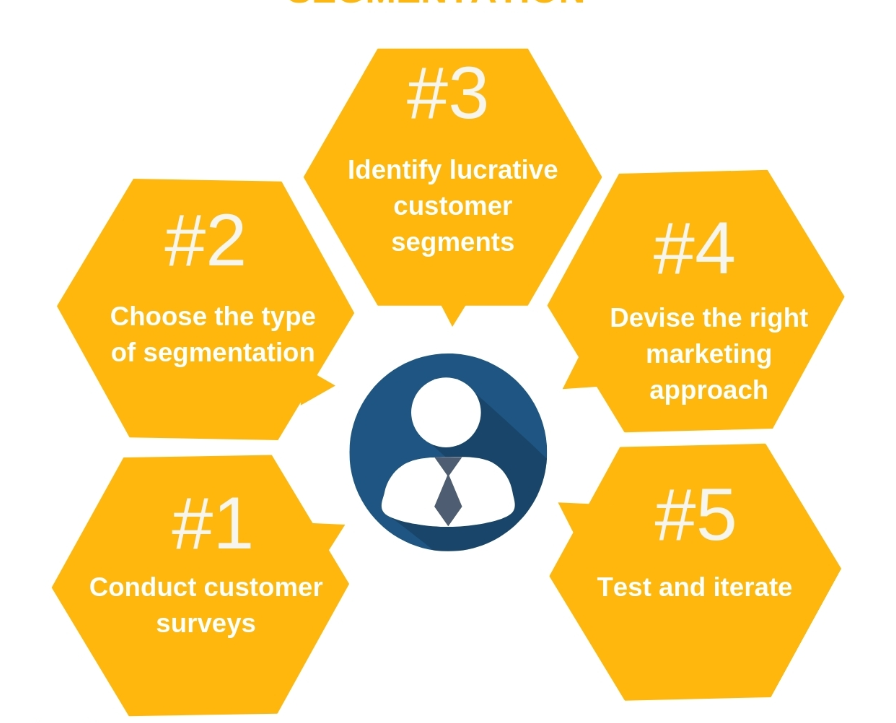 SEGMENTATION
#3
Identify lucrative
customer
segments
#2
Choose the type
of segmentation
#4
Devise the right
marketing
approach
#1
Conduct customer
surveys
#5
Test and iterate